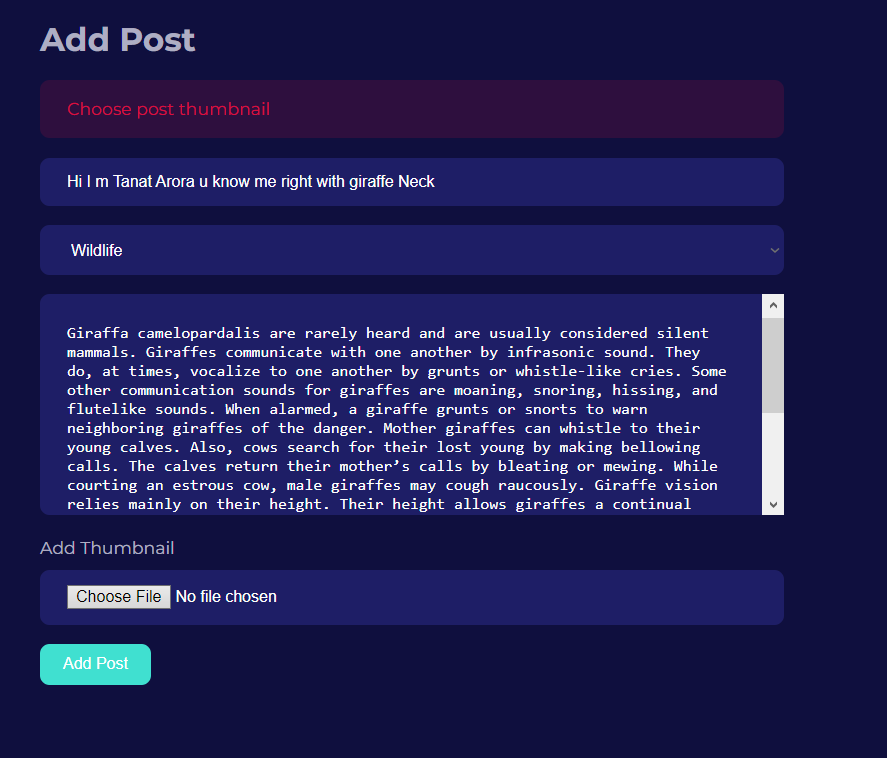 Add Post
Choose post thumbnail
Hi I m Tanat Arora u know me right with giraffe Neck
Wildlife
Giraffa camelopardalis are rarely heard and are usually considered silent
mammals. Giraffes communicate with one another by infrasonic sound. They
do, at times, vocalize to one another by grunts or whistle-like cries. Some
other communication sounds for giraffes are moaning, snoring, hissing, and
flutelike sounds. When alarmed, a giraffe grunts or snorts to warn
neighboring giraffes of the danger. Mother giraffes can whistle to their
young calves. Also, cows search for their lost young by making bellowing
calls. The calves return their mother’s calls by bleating or mewing. While
courting an estrous cow, male giraffes may cough raucously. Giraffe vision
relies mainly on their height. Their height allows giraffes a continual
Add Thumbnail
Choose File No file chosen
Add Post